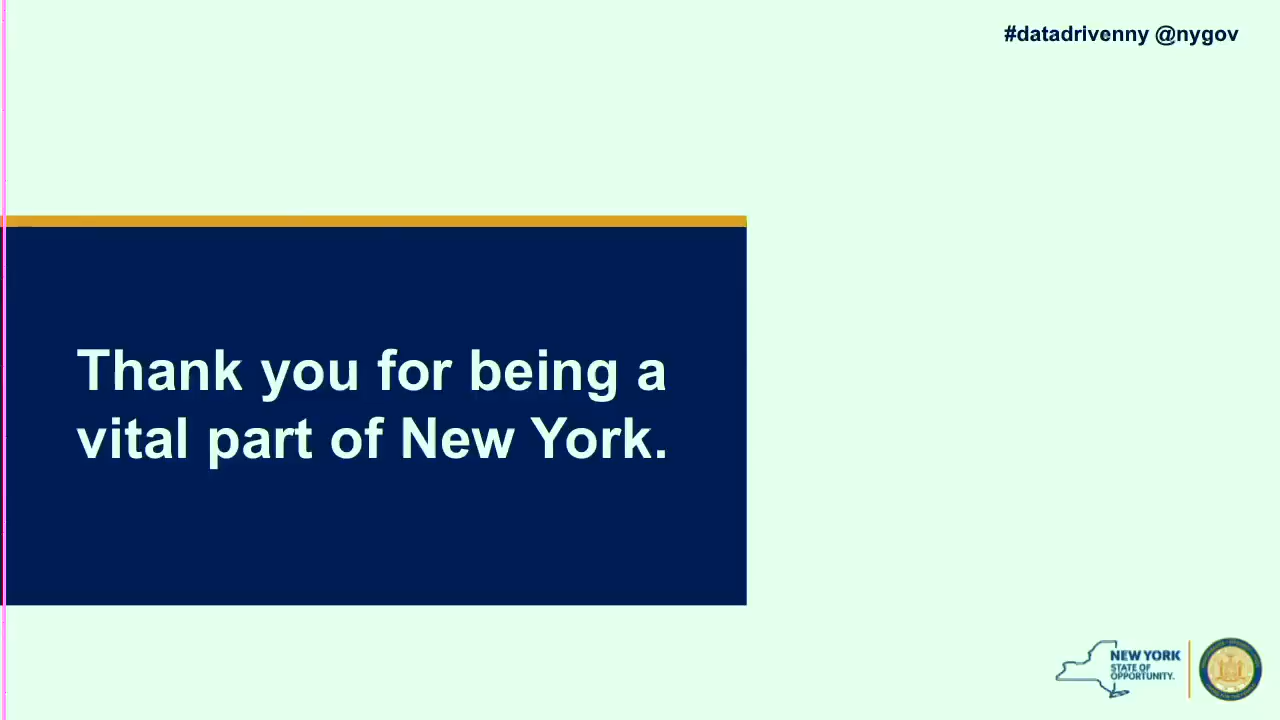 #datadrivenny @nygov
Thank you for being a
vital part of New York.
NEW YORK
STATE OF
OPPORTUNITY.